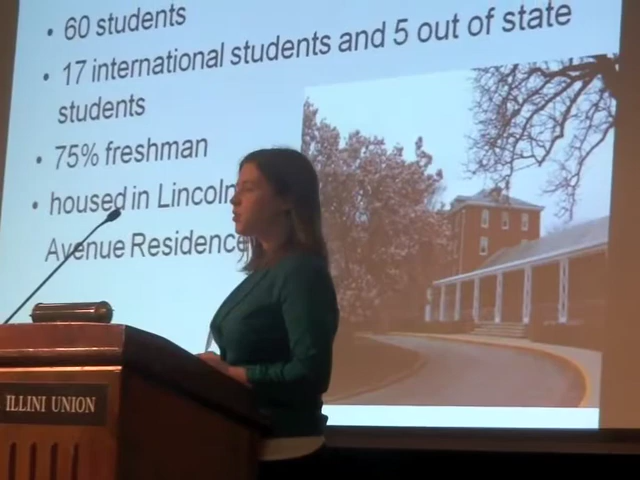 • 60 students
• 17 international students and 5 out of state
students
• 75% freshman
• housed in Lincoln
Avenue Residence
ILLINI UNION